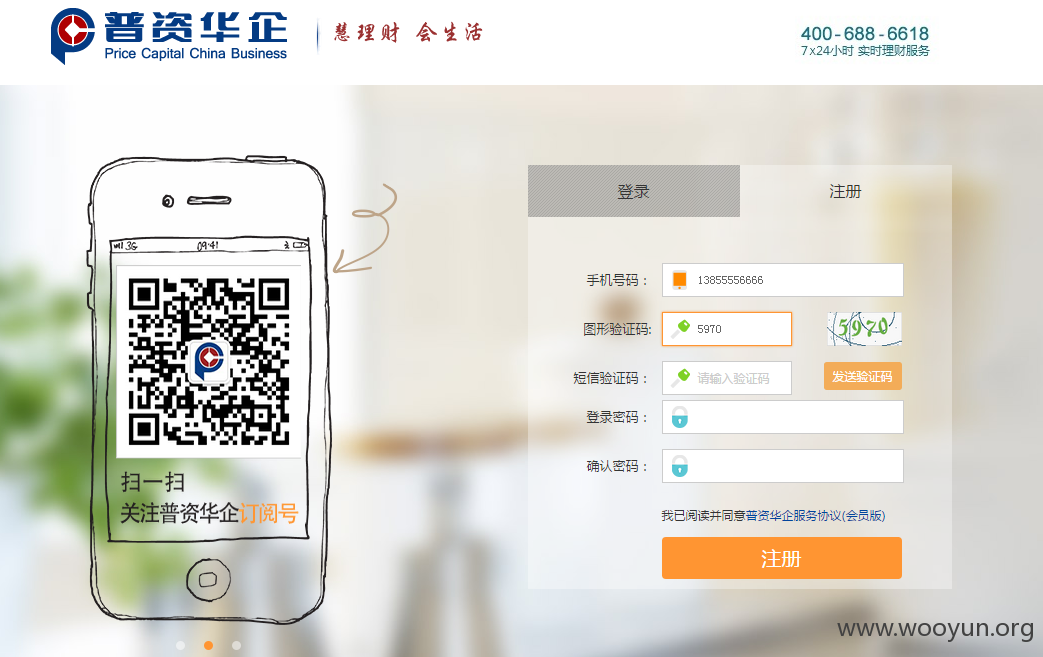 普资华企
Price Capital China Business
慧理财 会生活
400-688-6618
7x24小时 实时理财服务
登录
注册
3G 09:41
手机号码：
13855556666
图形验证码:
5970
5970
短信验证码：
请输入验证码
发送验证码
登录密码：
确认密码：
扫一扫
关注普资华企订阅号
我已阅读并同意普资华企服务协议(会员版)
注册
www.wooyun.org